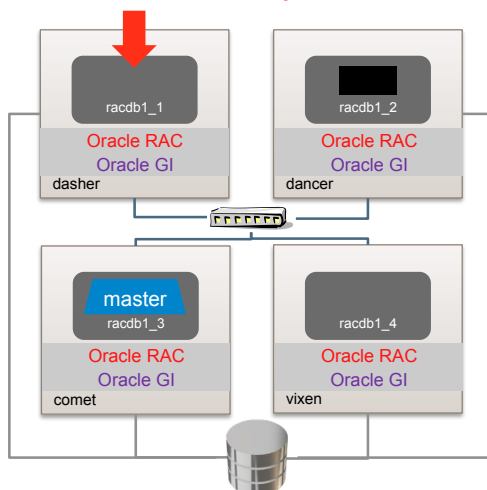 racdb1_1
Oracle RAC
Oracle GI
dasher
racdb1_2
Oracle RAC
Oracle GI
dancer
master
racdb1_3
Oracle RAC
Oracle GI
comet
racdb1_4
Oracle RAC
Oracle GI
vixen